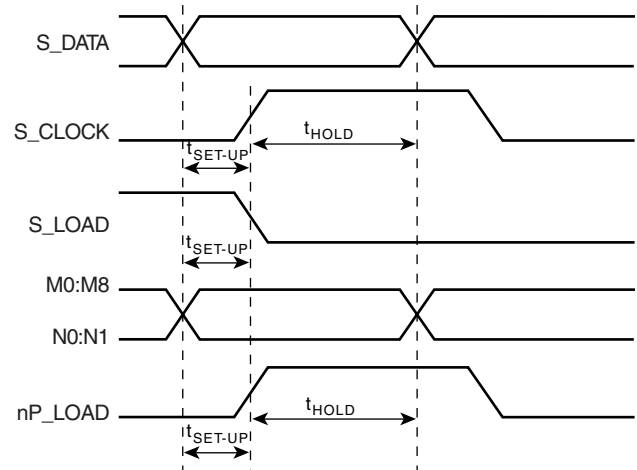 S_DATA
S_CLOCK
tHOLD
tSET-UP
S_LOAD
tSET-UP
M0:M8
N0:N1
nP_LOAD
tHOLD
tSET-UP